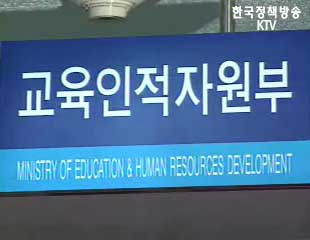 한국정책방송
KTV
교육인적자원부
MINISTRY OF EDUCATION & HUMAN RESOURCES DEVELOPMENT